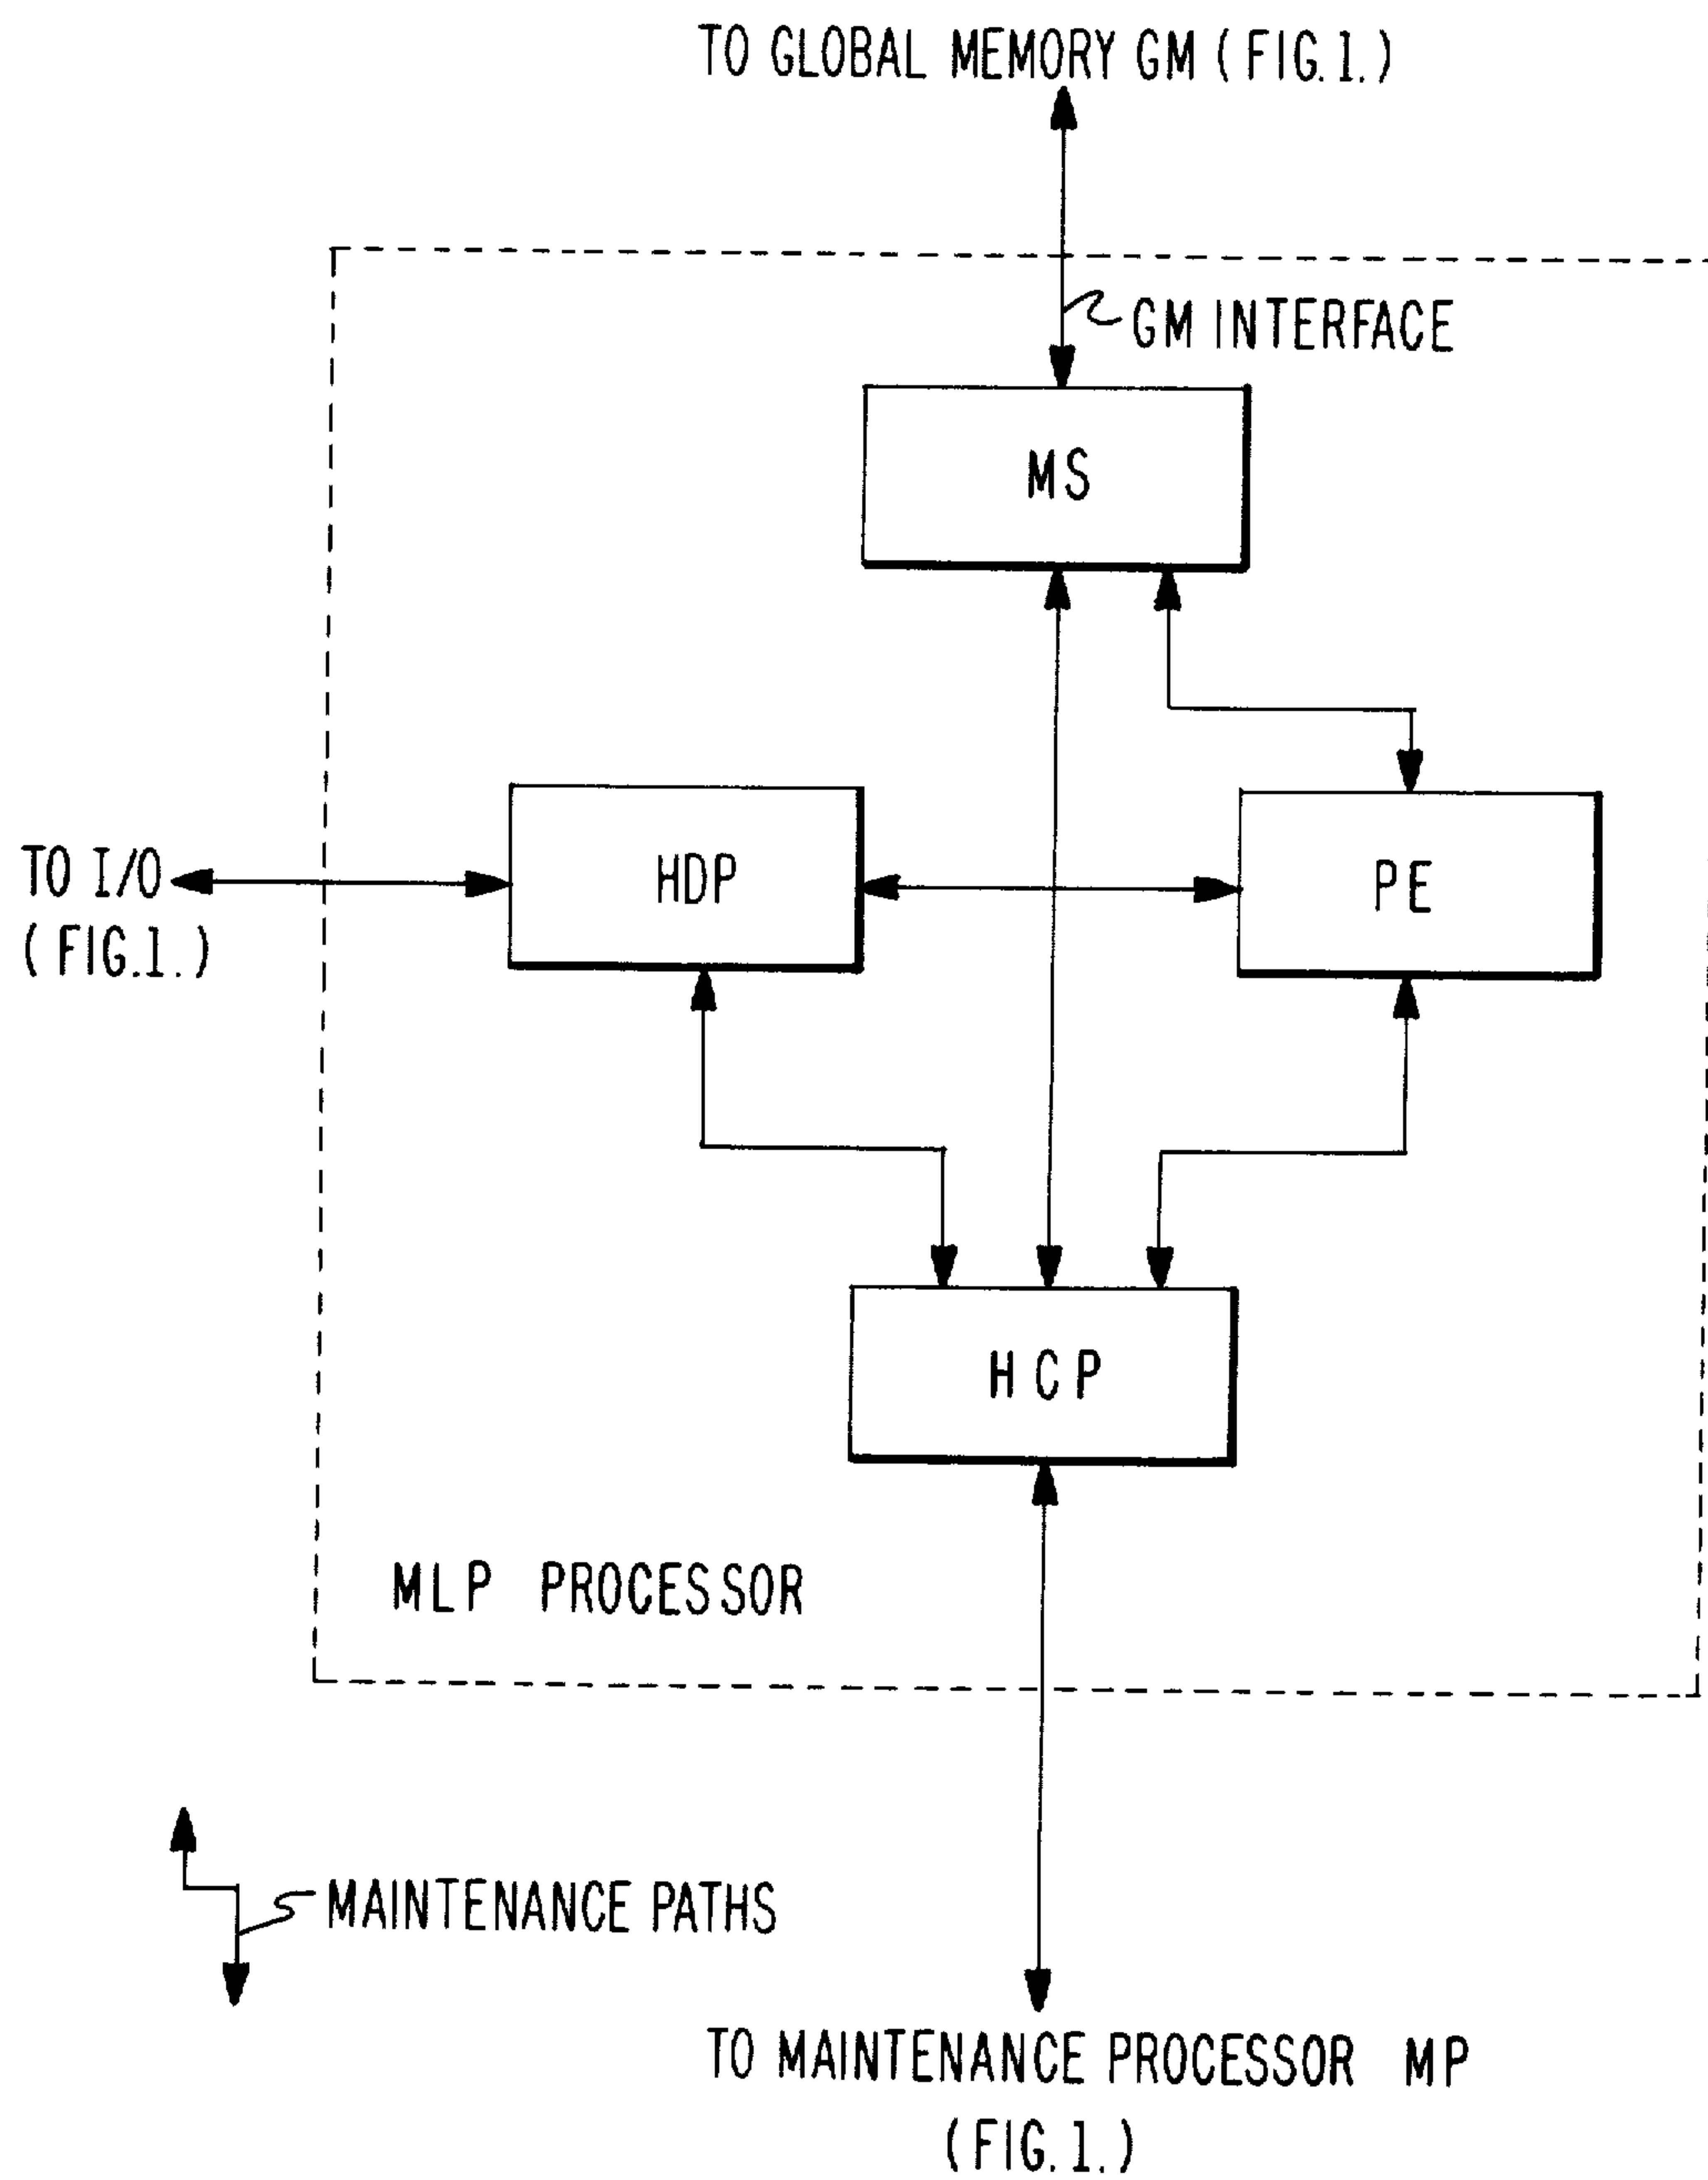 TO GLOBAL MEMORY GM (FIG. 1.)
GM INTERFACE
MS
TO I/O
(FIG. 1.)
HDP
PE
HCP
MLP PROCESSOR
MAINTENANCE PATHS
TO MAINTENANCE PROCESSOR MP
(FIG. 1.)